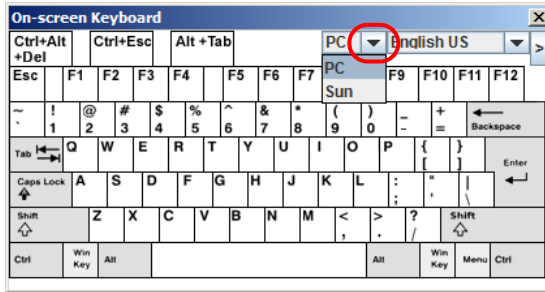 On-screen Keyboard X
Ctrl+Alt +Del Ctrl+Esc Alt +Tab PC English US >
PC
Sun
Esc F1 F2 F3 F4 F5 F6 F7 F9 F10 F11 F12
~ ! @ # $ % ^ & * ( ) _ +
` 1 2 3 4 5 6 7 8 9 0 - = Backspace
Tab Q W E R T Y U I O P { }
[ ] Enter
Caps Lock A S D F G H J K L : " |
; ' \
Shift Z X C V B N M < > ? Shift
, . /
Ctrl Win Key Alt Alt Win Key Menu Ctrl